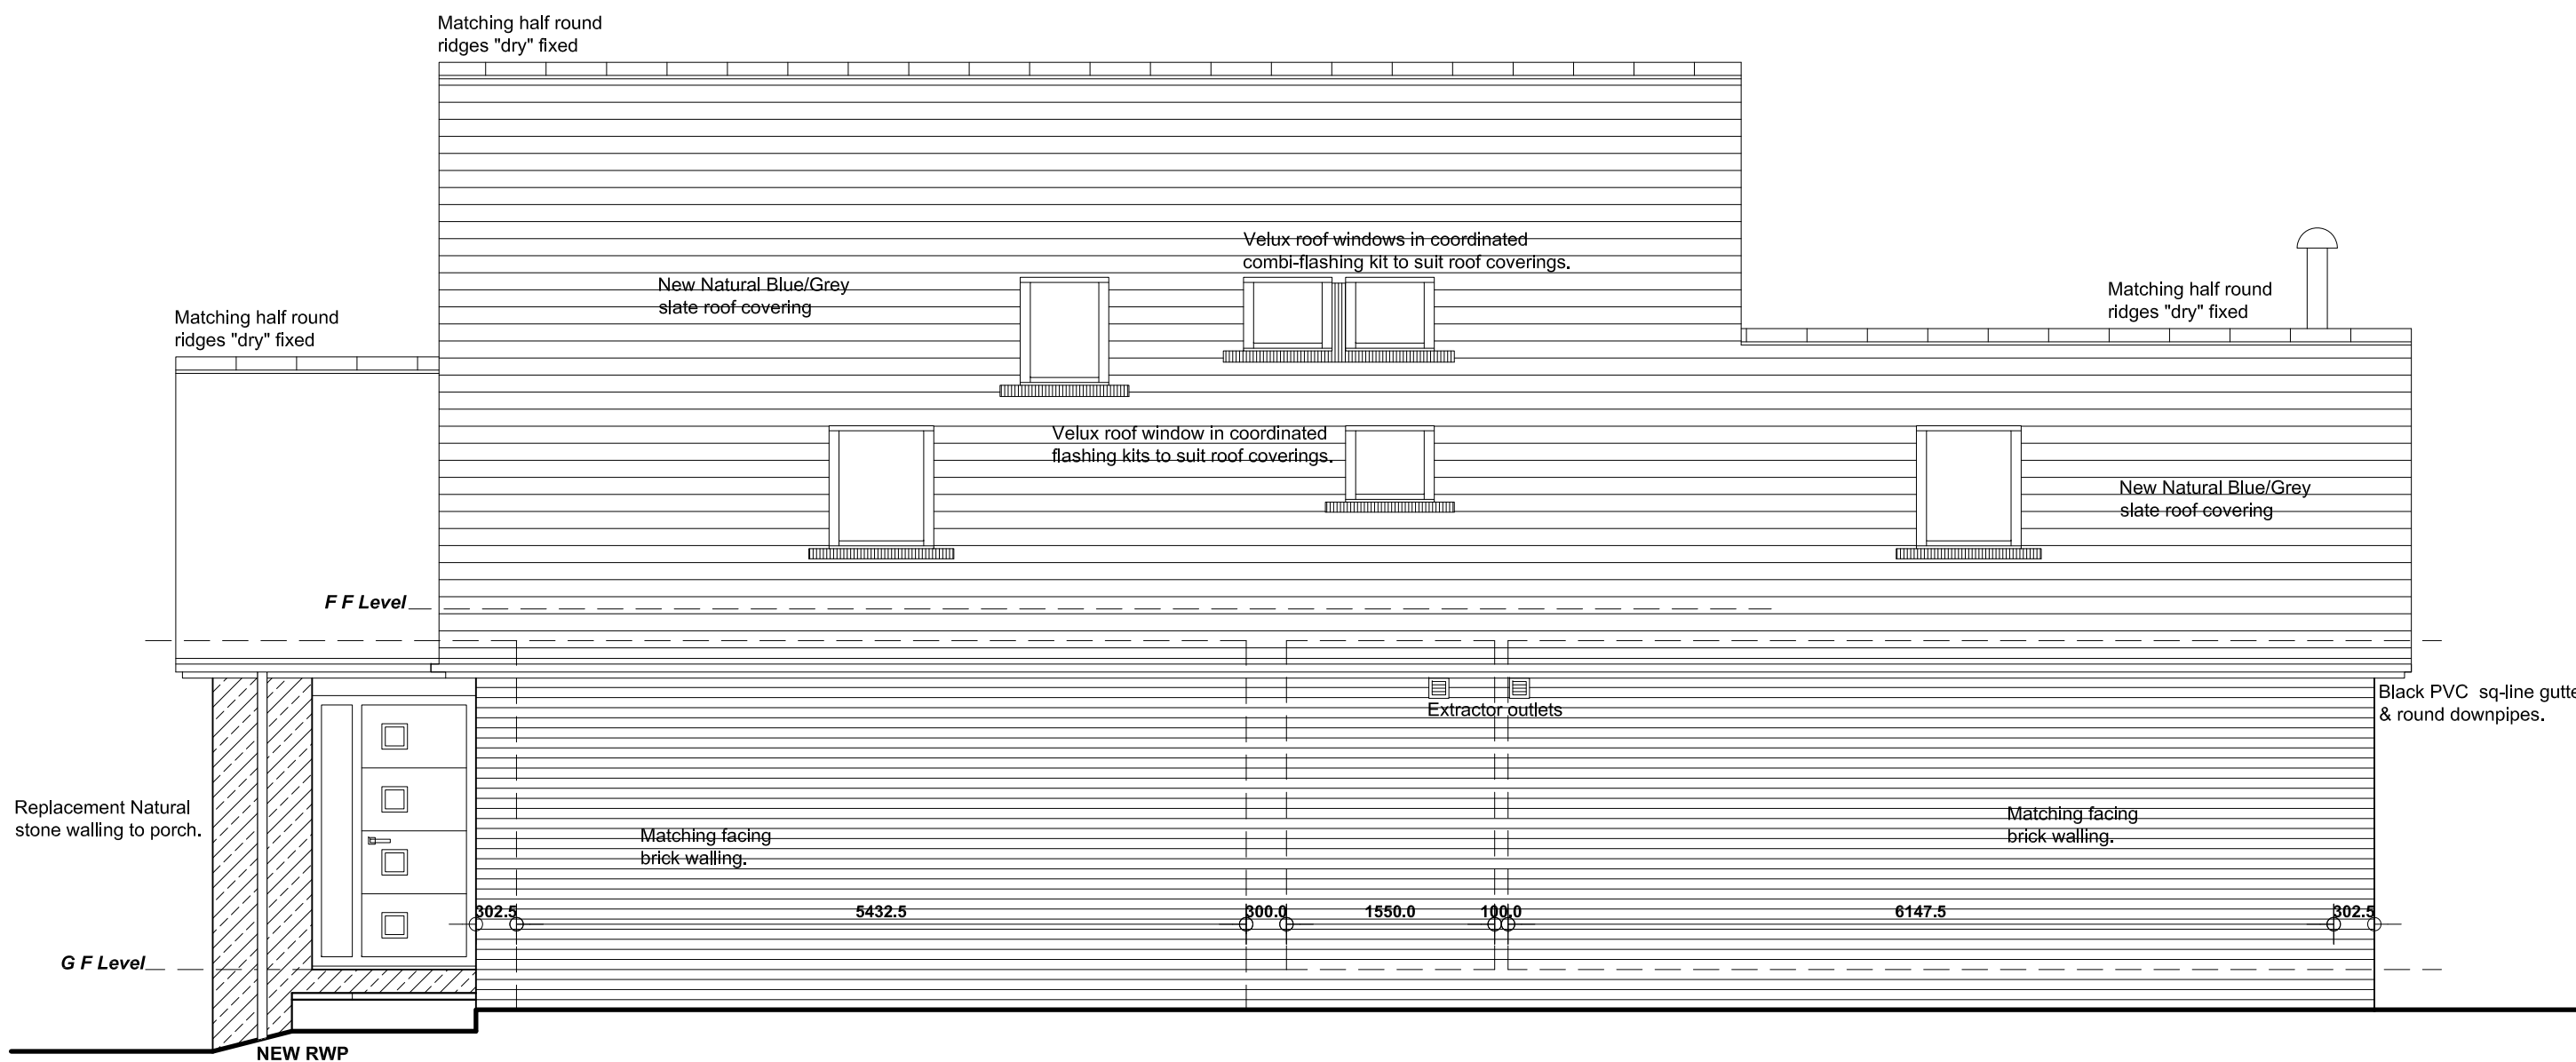 Matching half round
ridges "dry" fixed
Velux roof windows in coordinated
combi-flashing kit to suit roof coverings.
New Natural Blue/Grey
slate roof covering
Matching half round
ridges "dry" fixed
Matching half round
ridges "dry" fixed
Velux roof window in coordinated
flashing kits to suit roof coverings.
New Natural Blue/Grey
slate roof covering
F F Level
Black PVC sq-line gutte
& round downpipes.
Extractor outlets
Replacement Natural
stone walling to porch.
Matching facing
brick walling.
Matching facing
brick walling.
302.5 5432.5 300.0 1550.0 100.0 6147.5 302.5
G F Level
NEW RWP